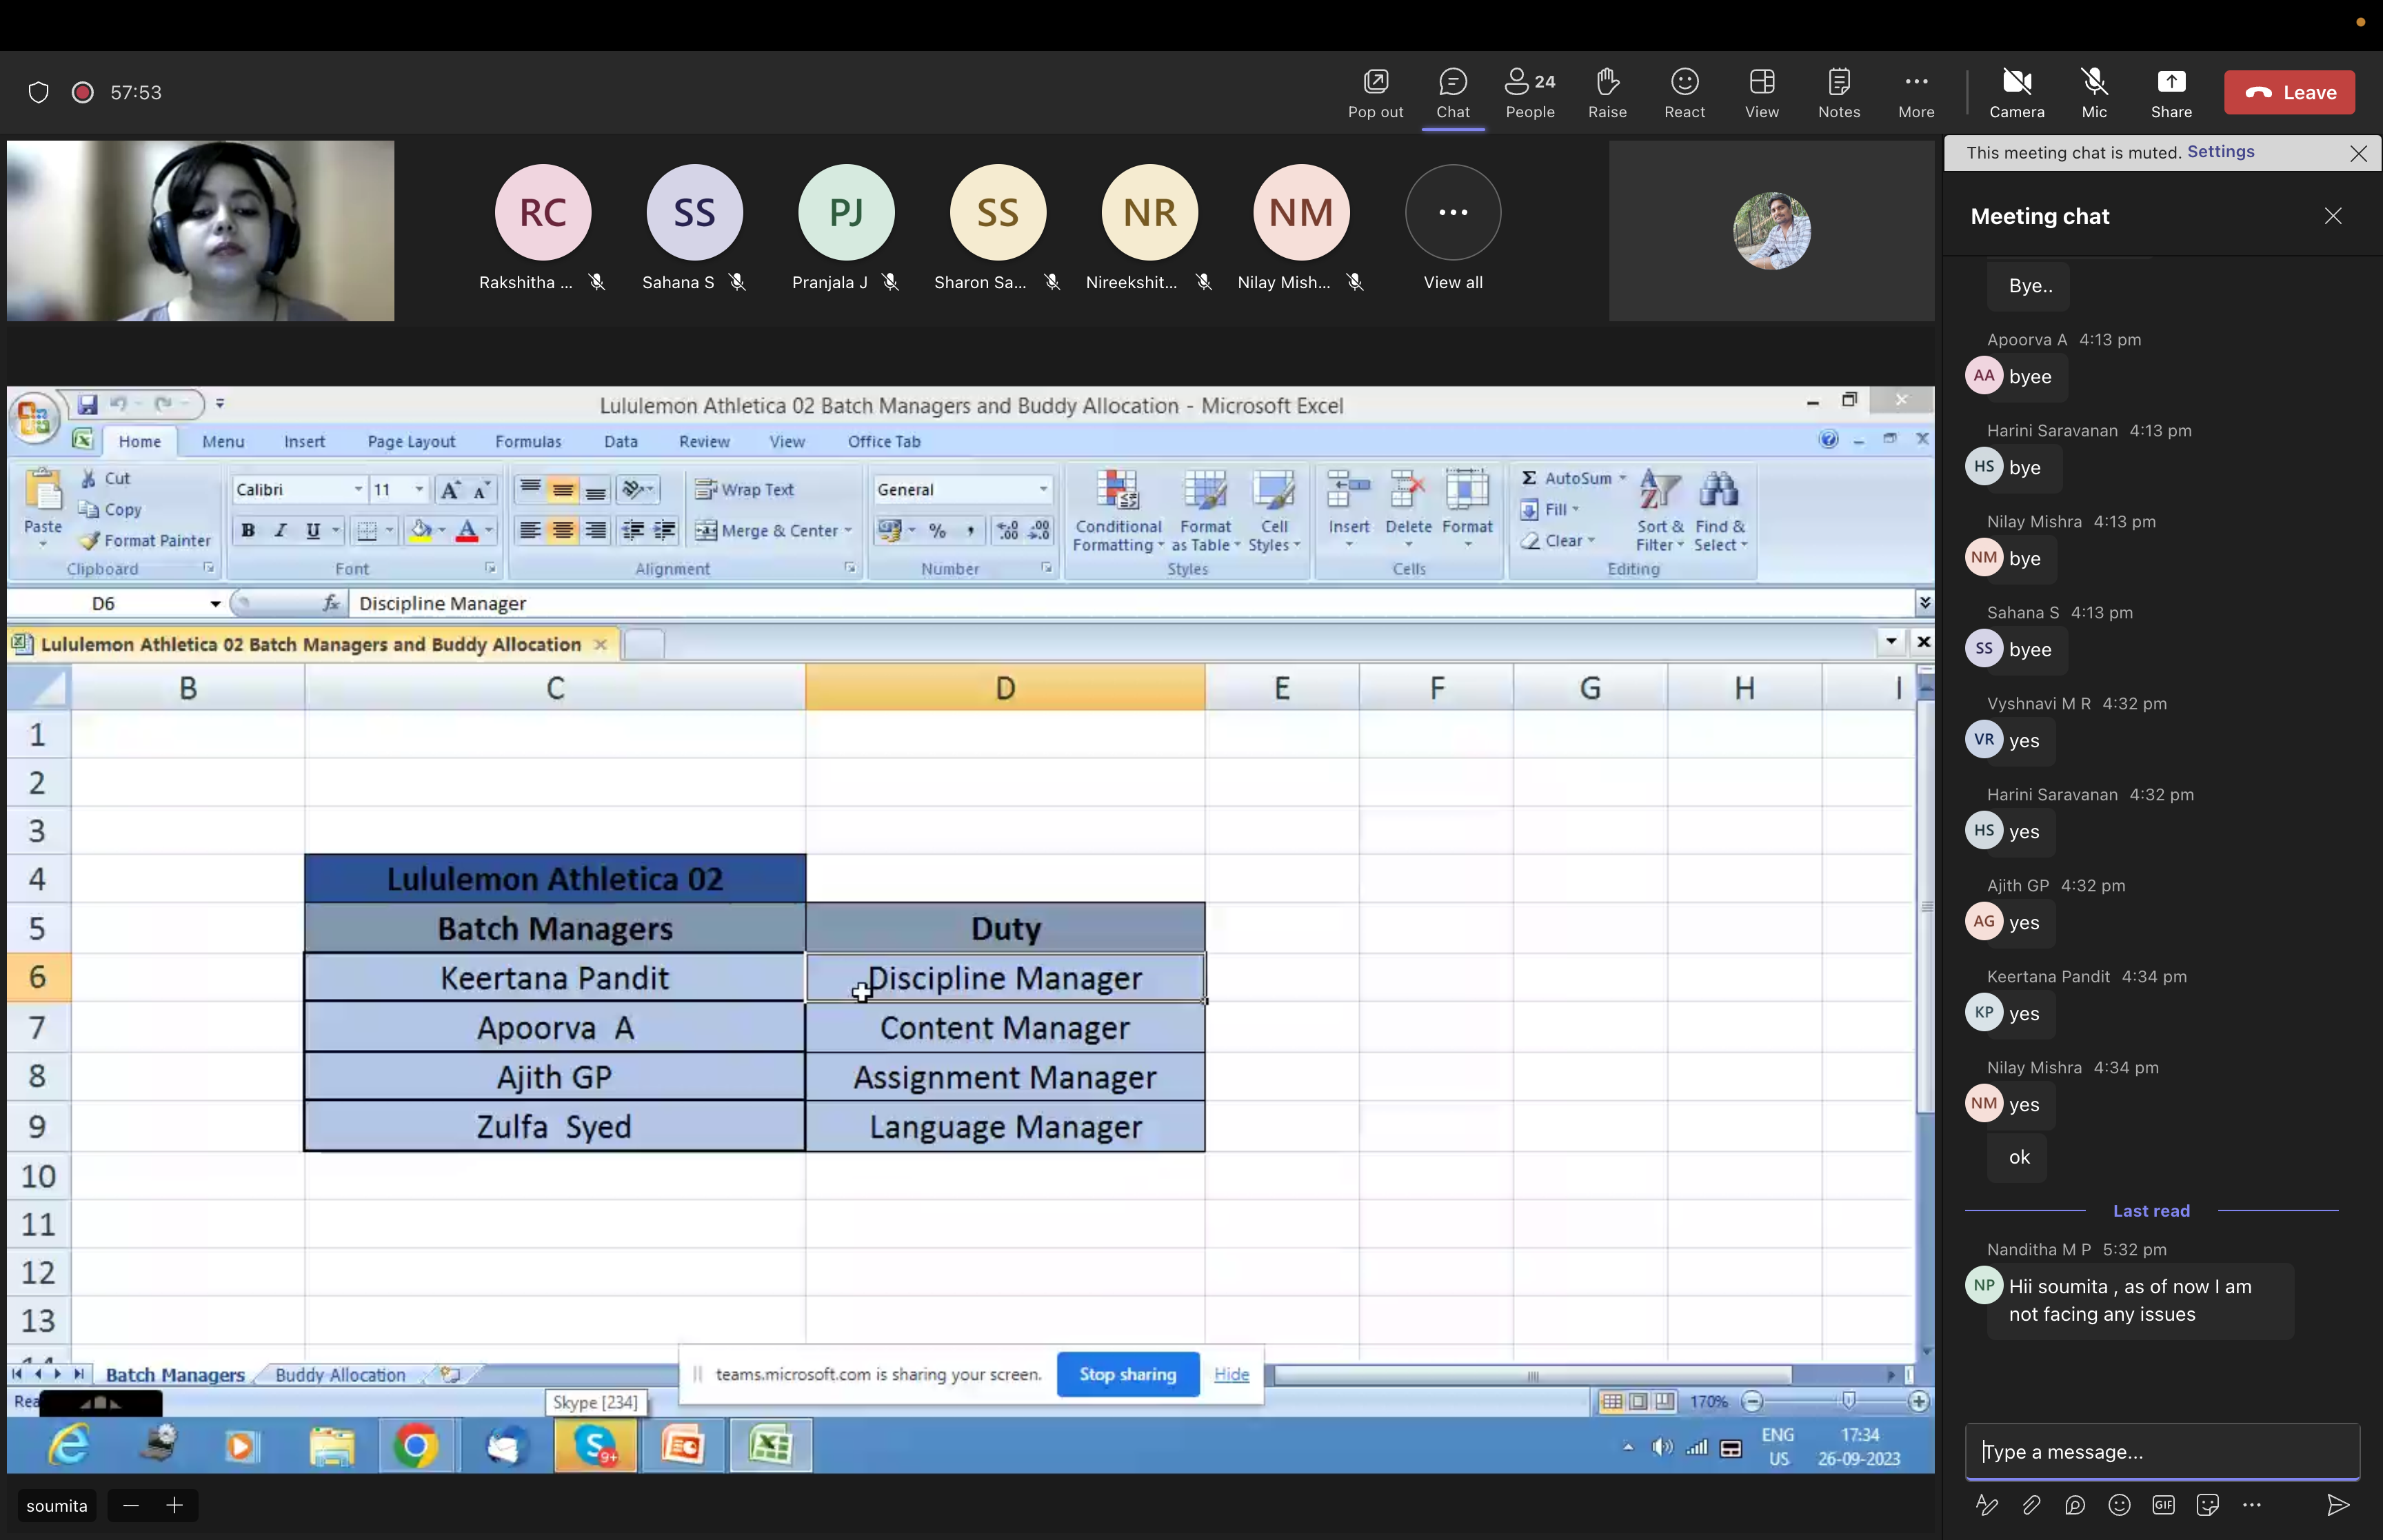 57:53
Pop out
Chat
24
People
Raise
React
View
Notes
More
Camera
Mic
Share
Leave
RC
Rakshitha ...
SS
Sahana S
PJ
Pranjala J
SS
Sharon Sa...
NR
Nireekshit...
NM
Nilay Mish...
View all
This meeting chat is muted. Settings
Meeting chat
Bye..
Apoorva A 4:13 pm
AA byee
Harini Saravanan 4:13 pm
HS bye
Nilay Mishra 4:13 pm
NM bye
Sahana S 4:13 pm
SS byee
Vyshnavi M R 4:32 pm
VR yes
Harini Saravanan 4:32 pm
HS yes
Ajith GP 4:32 pm
AG yes
Keertana Pandit 4:34 pm
KP yes
Nilay Mishra 4:34 pm
NM yes
ok
Last read
Nanditha M P 5:32 pm
NP Hii soumita , as of now I am
not facing any issues
Type a message...
GIF
Lululemon Athletica 02 Batch Managers and Buddy Allocation - Microsoft Excel
Home Menu Insert Page Layout Formulas Data Review View Office Tab
Paste
Cut
Copy
Format Painter
Clipboard
Calibri 11
B I U
Font
Wrap Text
Merge & Center
Alignment
General
%
Number
Conditional
Formatting
Format
as Table
Cell
Styles
Styles
Insert
Delete
Format
Cells
Σ AutoSum
Fill
Clear
Sort &
Filter
Find &
Select
Editing
D6 fx Discipline Manager
Lululemon Athletica 02 Batch Managers and Buddy Allocation
B C D E F G H I
1
2
3
4 Lululemon Athletica 02
5 Batch Managers Duty
6 Keertana Pandit Discipline Manager
7 Apoorva A Content Manager
8 Ajith GP Assignment Manager
9 Zulfa Syed Language Manager
10
11
12
13
14
Batch Managers Buddy Allocation
teams.microsoft.com is sharing your screen. Stop sharing Hide
Rea
Skype [234]
170%
9+
ENG
US
17:34
26-09-2023
soumita